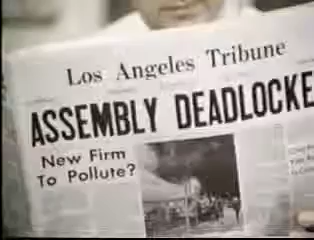 Los Angeles Tribune
ASSEMBLY DEADLOCKE
New Firm
To Pollute?